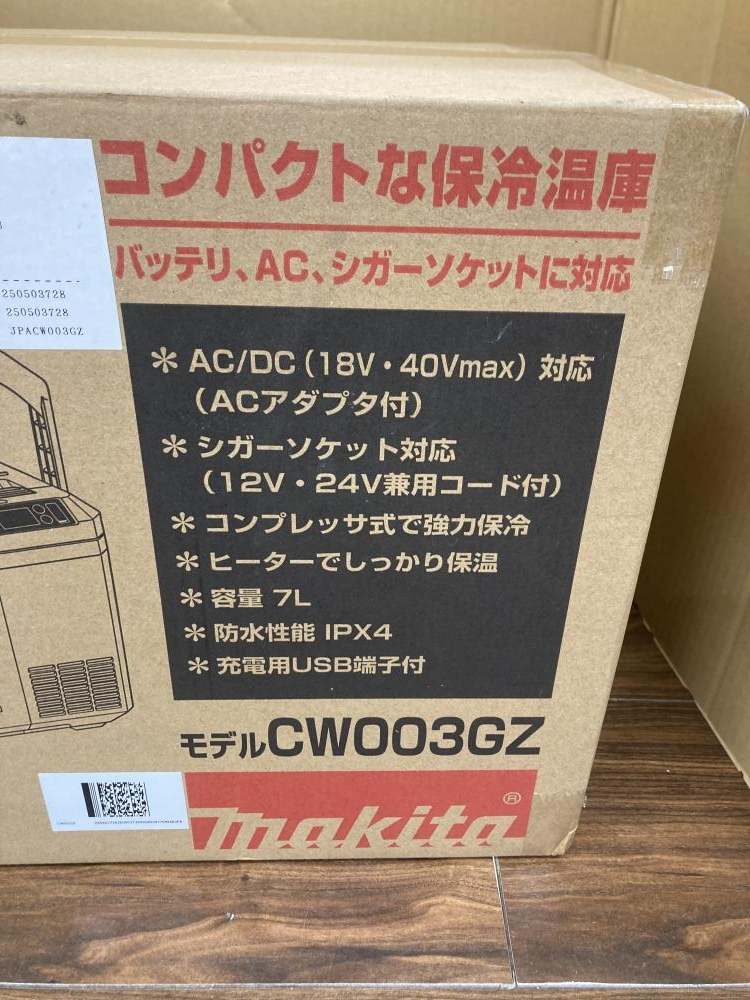 コンパクトな保冷温庫
バッテリ、AC、シガーソケットに対応
250503728
250503728
JPACW003GZ
＊ AC/DC（18V・40Vmax）対応
（ACアダプタ付）
＊ シガーソケット対応
（12V・24V兼用コード付）
＊ コンプレッサ式で強力保冷
＊ ヒーターでしっかり保温
＊ 容量 7L
＊ 防水性能 IPX4
＊ 充電用USB端子付
モデルCW003GZ
makita®